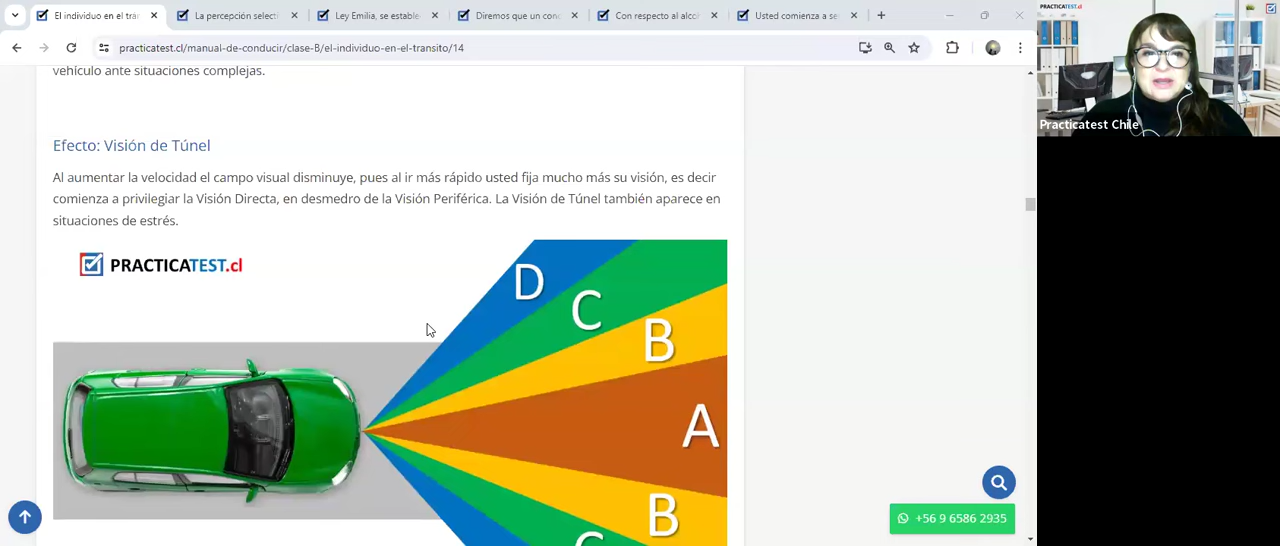 El individuo en el trán
La percepción selecti
Ley Emilia, se estable
Diremos que un con
Con respecto al alco
Usted comienza a se
practicatest.cl/manual-de-conducir/clase-B/el-individuo-en-el-transito/14
PRACTICATEST.cl
Practicatest Chile
vehículo ante situaciones complejas.
Efecto: Visión de Túnel
Al aumentar la velocidad el campo visual disminuye, pues al ir más rápido usted fija mucho más su visión, es decir
comienza a privilegiar la Visión Directa, en desmedro de la Visión Periférica. La Visión de Túnel también aparece en
situaciones de estrés.
PRACTICATEST.cl
D
C
B
A
B
C
+56 9 6586 2935